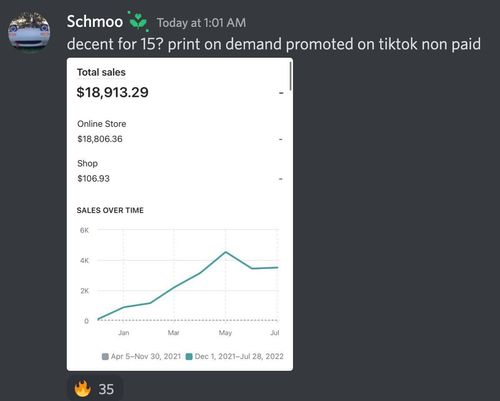 Schmoo Today at 1:01 AM
decent for 15? print on demand promoted on tiktok non paid
Total sales
$18,913.29 -
Online Store
$18,806.36 -
Shop
$106.93 -
SALES OVER TIME
6K
4K
2K
0
Jan Mar May Jul
Apr 5–Nov 30, 2021 Dec 1, 2021–Jul 28, 2022
🔥 35